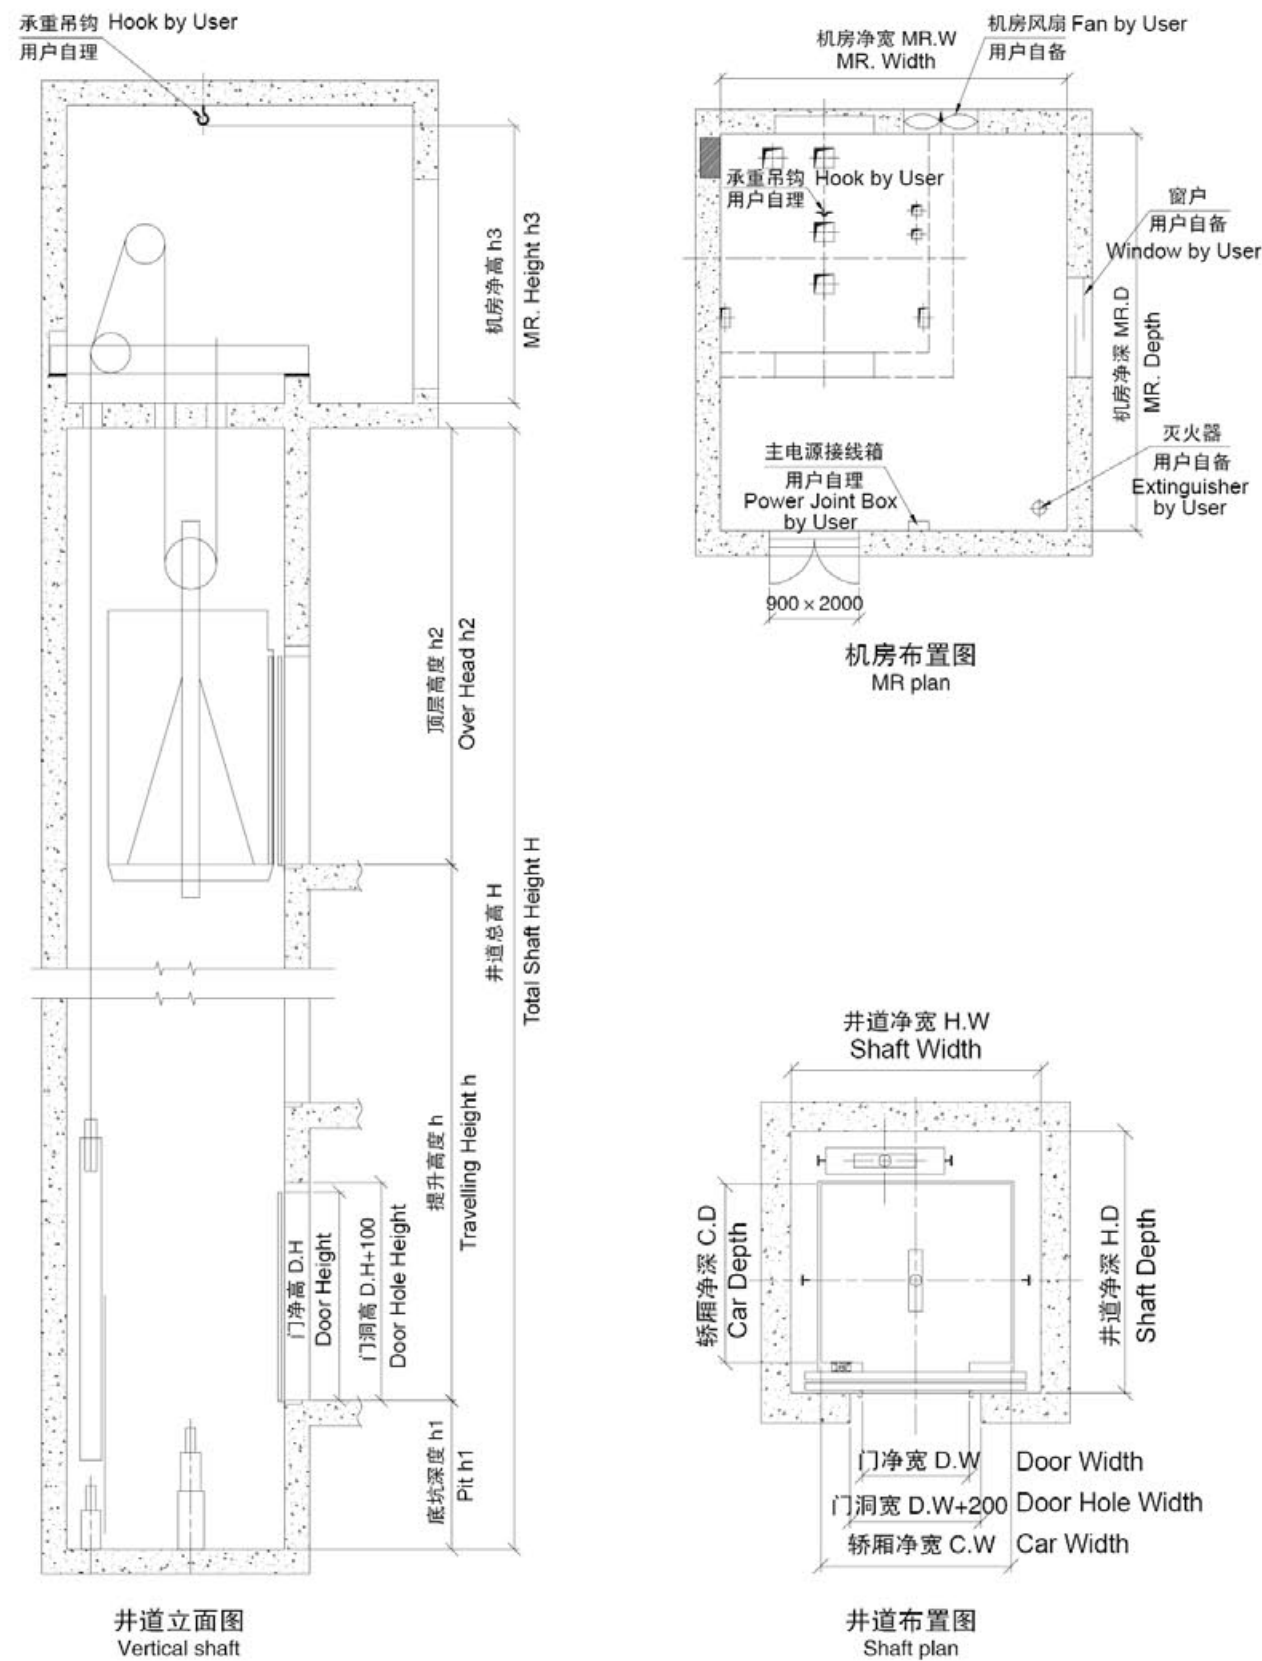 承重吊钩 Hook by User
用户自理
机房净高 h3
MR. Height h3
顶层高度 h2
Over Head h2
井道总高 H
Total Shaft Height H
提升高度 h
Travelling Height h
门净高 D.H
Door Height
门洞高 D.H+100
Door Hole Height
底坑深度 h1
Pit h1
井道立面图
Vertical shaft
机房净宽 MR.W
MR. Width
机房风扇 Fan by User
用户自备
承重吊钩 Hook by User
用户自理
窗户
用户自备
Window by User
机房净深 MR.D
MR. Depth
主电源接线箱
用户自理
Power Joint Box
by User
灭火器
用户自备
Extinguisher
by User
900 × 2000
机房布置图
MR plan
井道净宽 H.W
Shaft Width
轿厢净深 C.D
Car Depth
井道净深 H.D
Shaft Depth
门净宽 D.W Door Width
门洞宽 D.W+200 Door Hole Width
轿厢净宽 C.W Car Width
井道布置图
Shaft plan